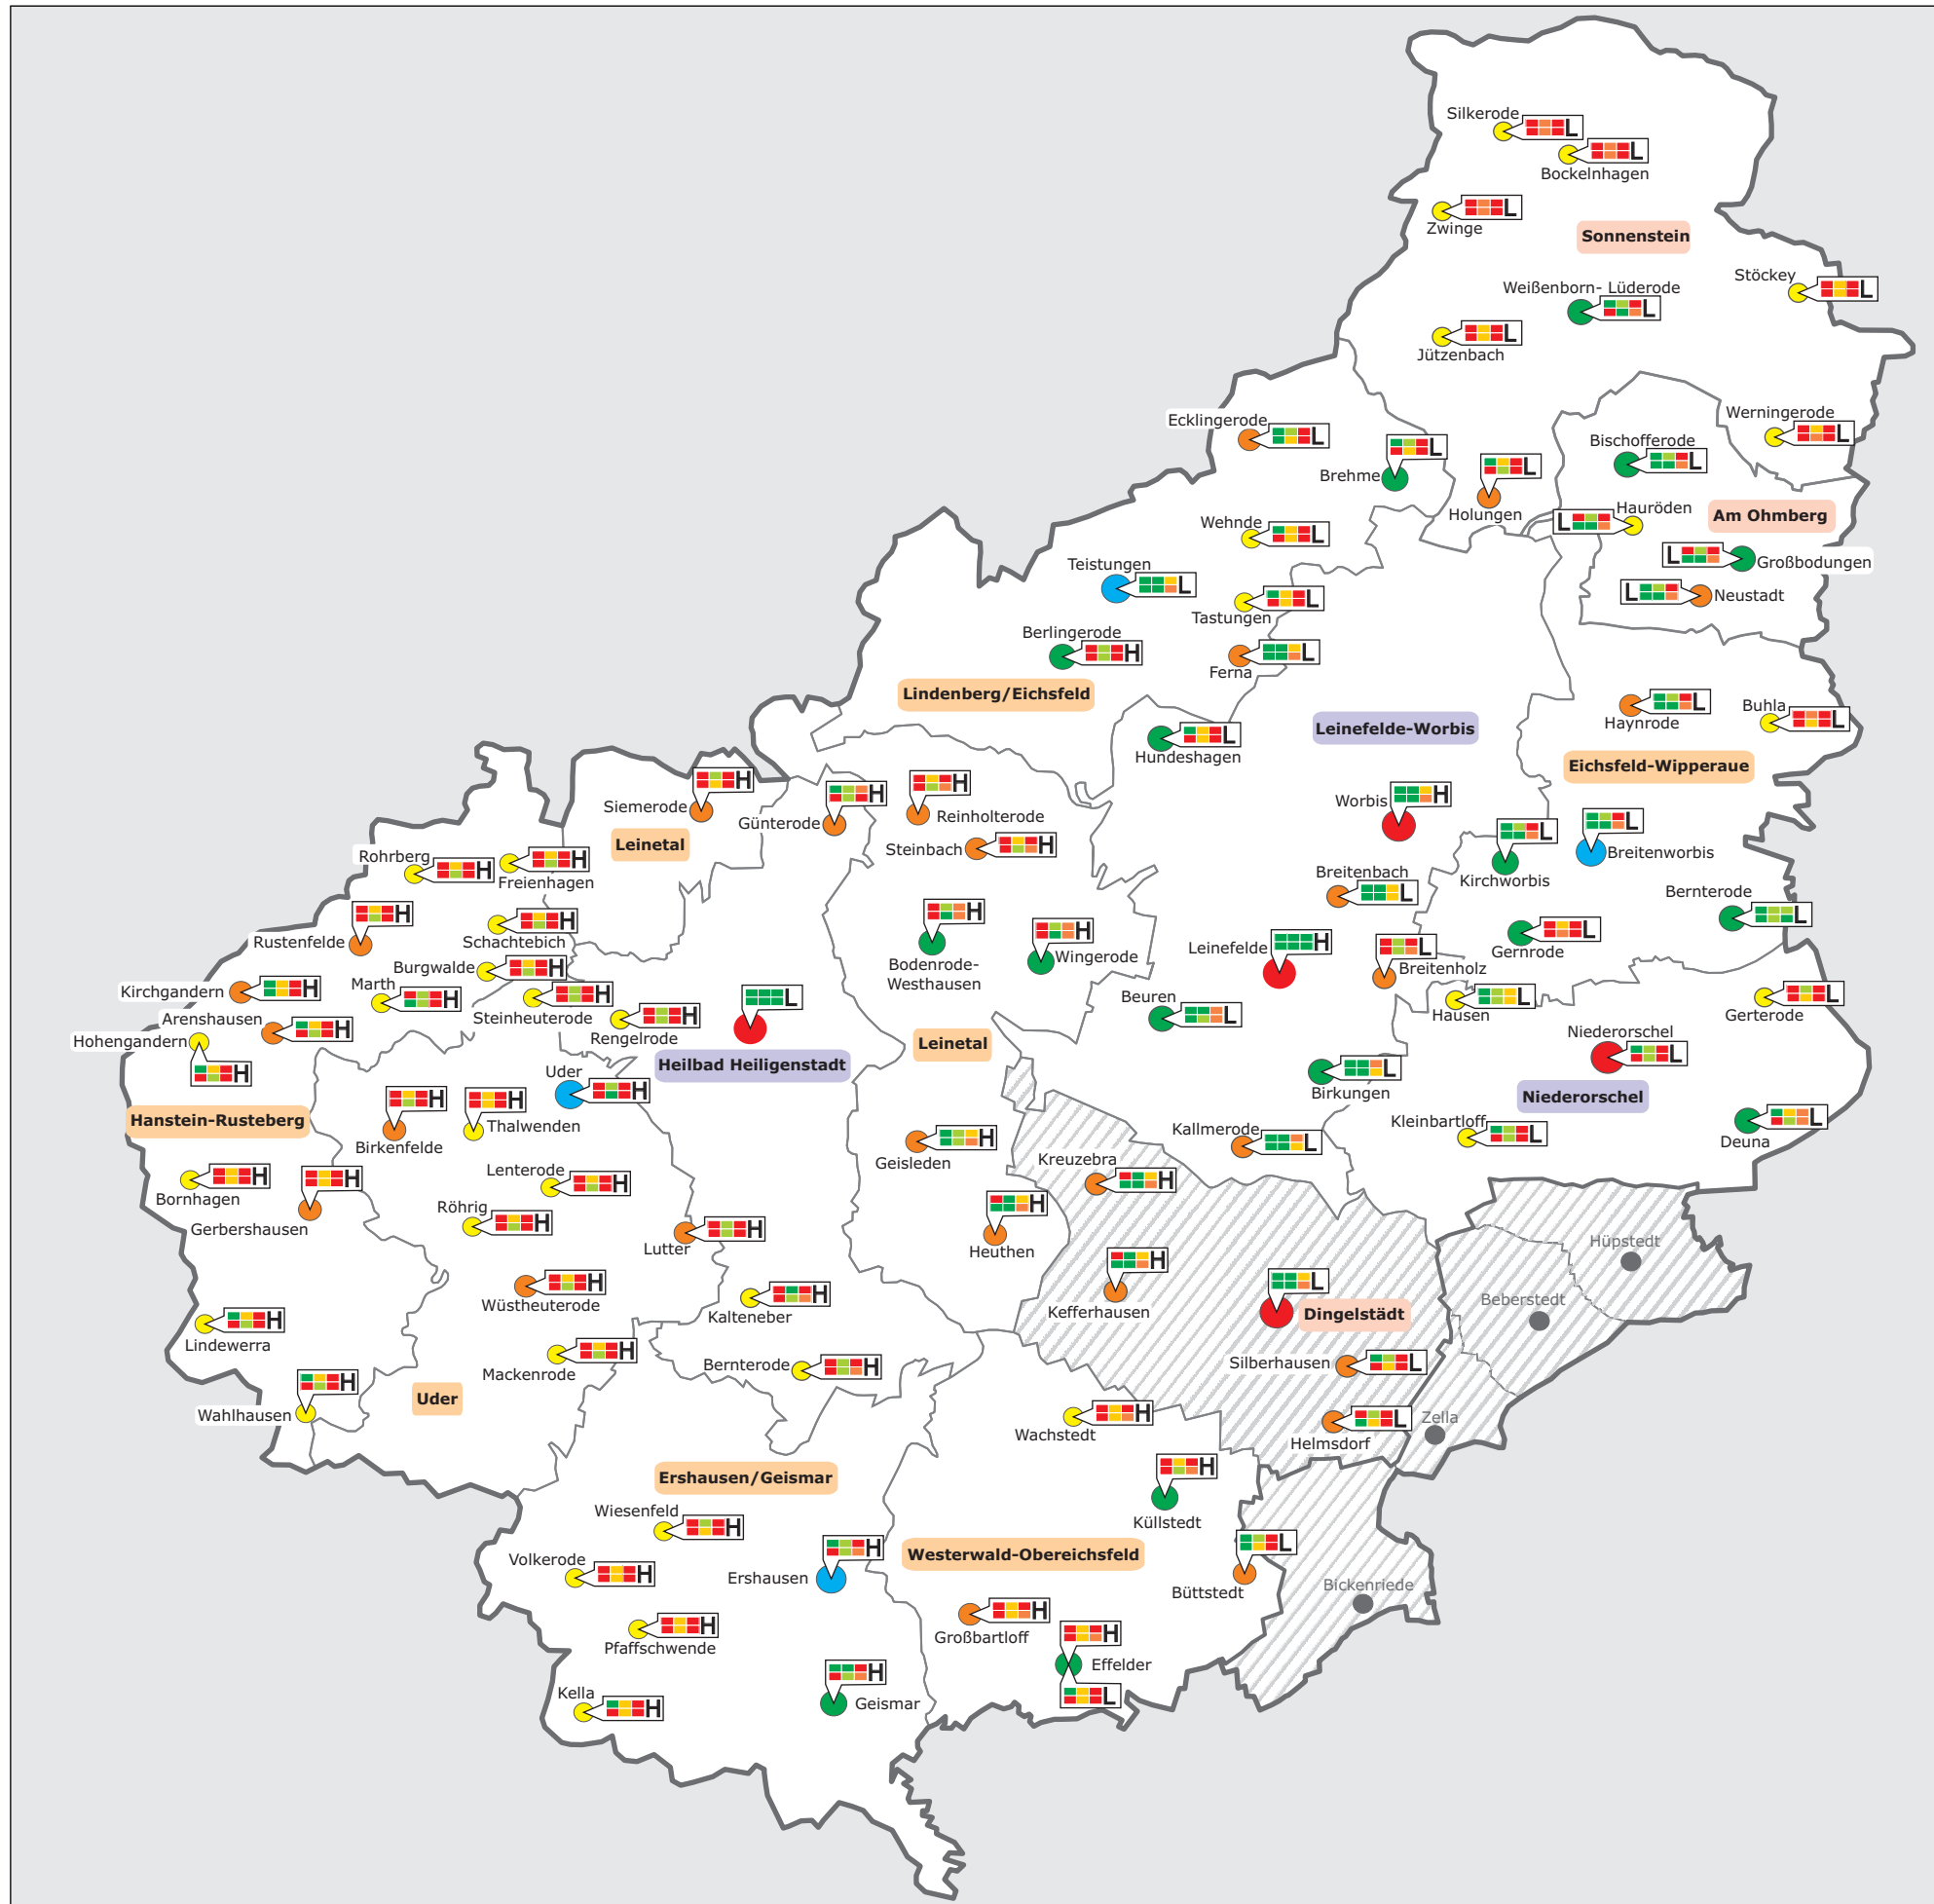 Silkerode
L
L
Bockelnhagen
L
Zwinge
Sonnenstein
Stöckey
L
Weißenborn- Lüderode
L
L
Jützenbach
Ecklingerode
L
Werningerode
L
Bischofferode
L
L
Brehme
L
Holungen
Hauröden
L
Am Ohmberg
Wehnde
L
L
Großbodungen
Teistungen
L
L
Neustadt
L
Tastungen
Berlingerode
H
L
Ferna
Lindenberg/Eichsfeld
L
Haynrode
Buhla
L
Leinefelde-Worbis
L
Hundeshagen
Eichsfeld-Wipperaue
H
Siemerode
H
Günterode
H
Reinholterode
H
Worbis
L
Breitenworbis
L
Kirchworbis
Leinetal
Steinbach
H
Rohrberg
H
H
Freienhagen
Breitenbach
L
Bernterode
L
H
Rustenfelde
H
Schachtebich
H
Bodenrode-
Westhausen
H
Wingerode
Leinefelde
H
L
Breitenholz
L
Gernrode
Burgwalde
H
Kirchgandern
H
Marth
H
H
Steinheuterode
H
Rengelrode
L
Beuren
L
L
Hausen
L
Gerterode
Arenshausen
H
Hohengandern
H
Heilbad Heiligenstadt
Leinetal
Niederorschel
L
Uder
H
L
Birkungen
Niederorschel
Hanstein-Rusteberg
H
Birkenfelde
H
Thalwenden
H
Geisleden
Kallmerode
L
Kleinbartloff
L
L
Deuna
Kreuzebra
H
H
Bornhagen
H
Gerbershausen
Lenterode
H
Röhrig
H
H
Lutter
H
Heuthen
Hüpstedt
H
Kefferhausen
L
Dingelstädt
Beberstedt
H
Wüstheuterode
H
Kalteneber
H
Lindewerra
H
Mackenrode
Bernterode
H
Silberhausen
L
H
Wahlhausen
Uder
H
Wachstedt
L
Helmsdorf
Zella
Ershausen/Geismar
H
Küllstedt
Wiesenfeld
H
H
Ershausen
Westerwald-Obereichsfeld
L
Büttstedt
Volkerode
H
Bickenriede
H
Pfaffschwende
H
Großbartloff
H
Effelder
L
Kella
H
H
Geismar